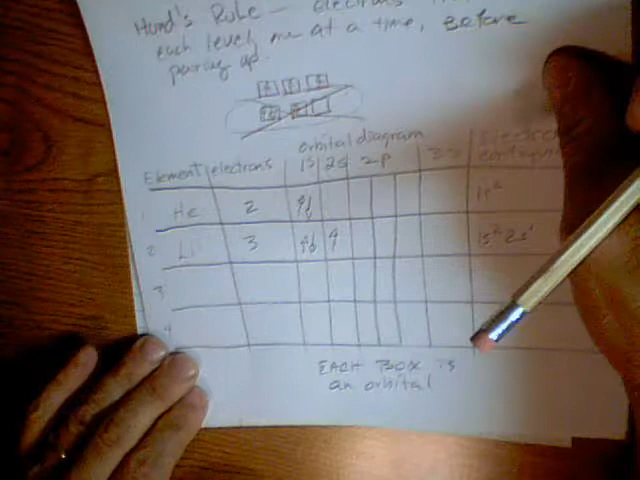 Hund's Rule - electrons
each level one at a time, before
pairing up.
orbital diagram
Element electrons 1s 2s 2p 3s
1 He 2 1s²
2 Li 3 1s² 2s¹
3
4
EACH BOX is
an orbital